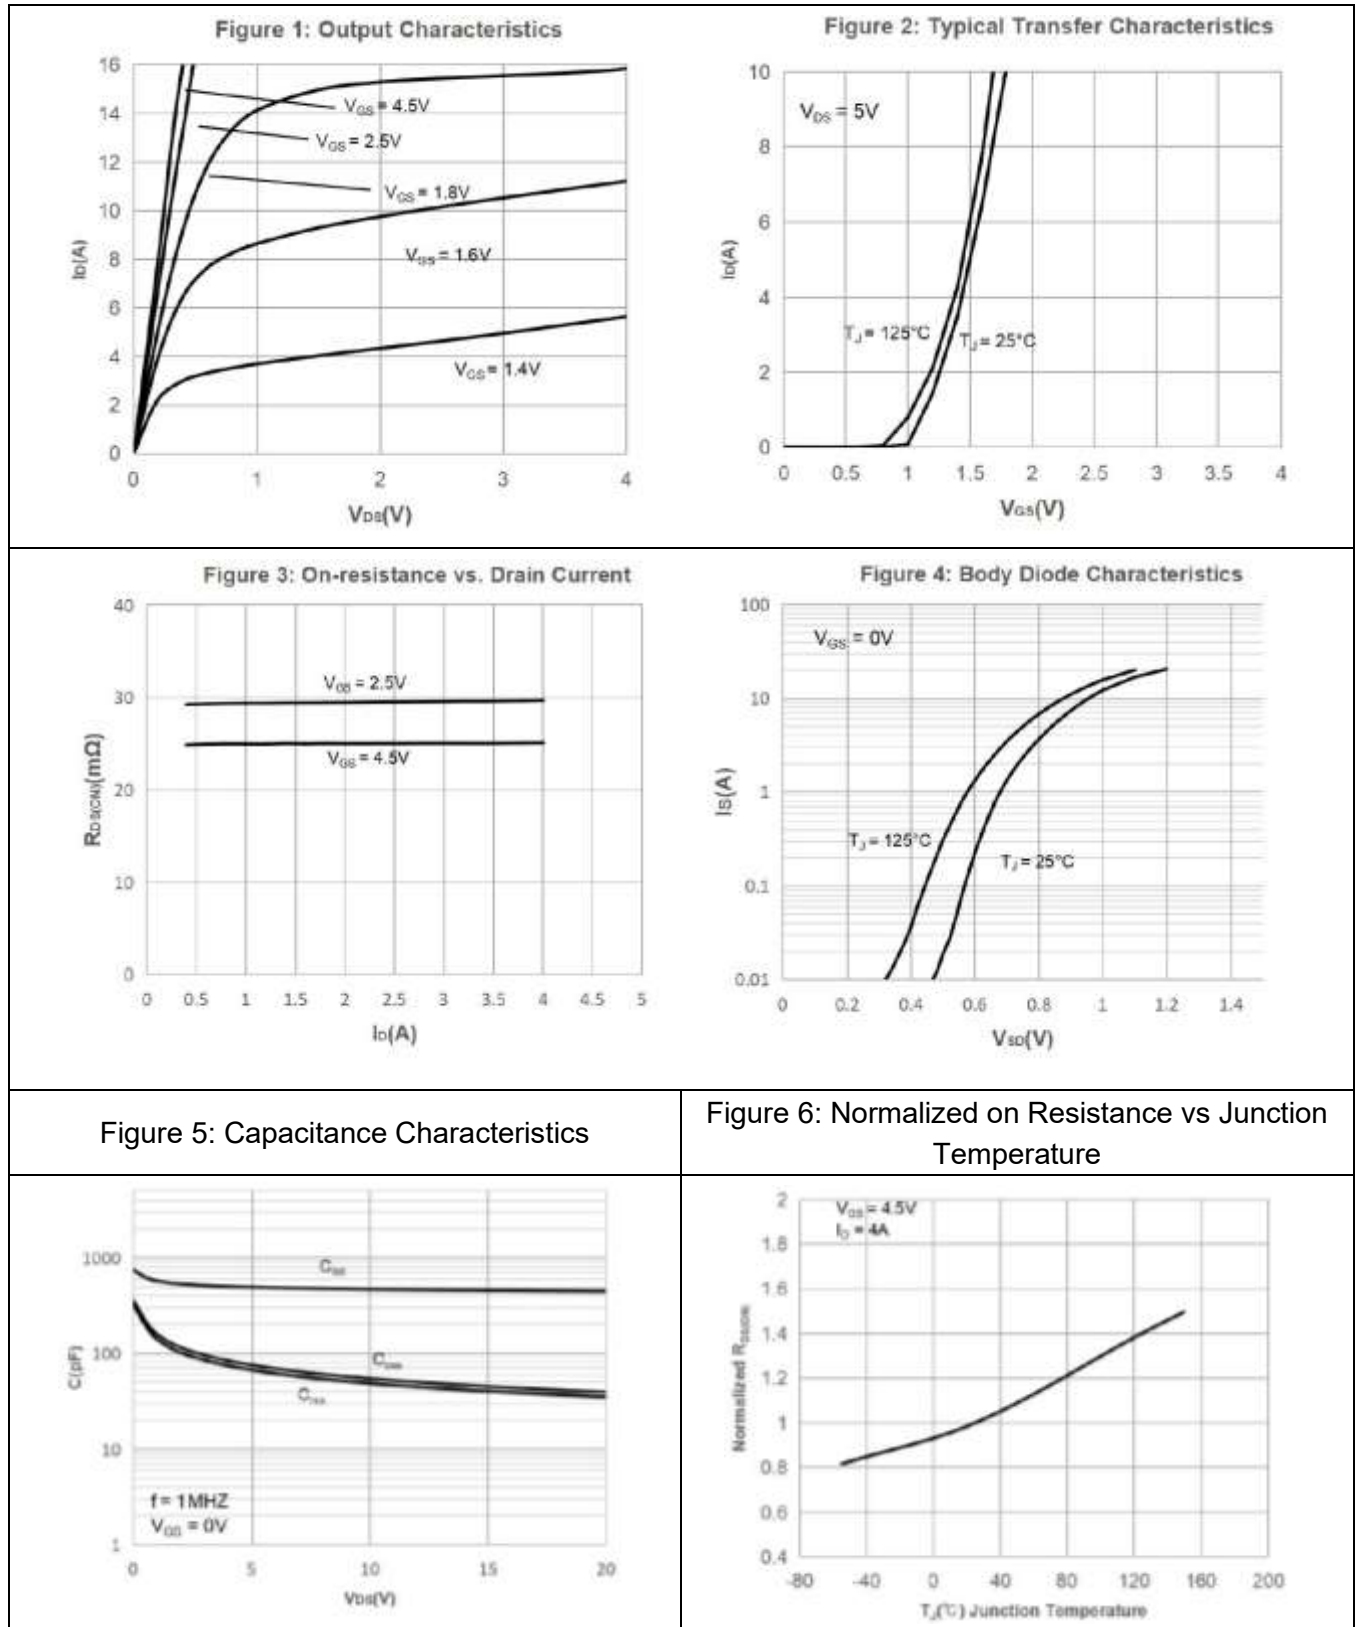 Figure 1: Output Characteristics
16
14
12
10
8
6
4
2
0
0 1 2 3 4
ID(A)
VDS(V)
VGS = 4.5V
VGS = 2.5V
VGS = 1.8V
VGS = 1.6V
VGS = 1.4V
Figure 2: Typical Transfer Characteristics
10
8
6
4
2
0
0 0.5 1 1.5 2 2.5 3 3.5 4
ID(A)
VGS(V)
VDS = 5V
TJ = 125°C
TJ = 25°C
Figure 3: On-resistance vs. Drain Current
40
30
20
10
0
0 0.5 1 1.5 2 2.5 3 3.5 4 4.5 5
RDS(ON)(mΩ)
ID(A)
VGS = 2.5V
VGS = 4.5V
Figure 4: Body Diode Characteristics
100
10
1
0.1
0.01
0 0.2 0.4 0.6 0.8 1 1.2 1.4
IS(A)
VSD(V)
VGS = 0V
TJ = 125°C
TJ = 25°C
Figure 5: Capacitance Characteristics
Figure 6: Normalized on Resistance vs Junction
Temperature
1000
100
10
1
0 5 10 15 20
C(pF)
VDS(V)
Ciss
Coss
Crss
f = 1MHZ
VGS = 0V
2
1.8
1.6
1.4
1.2
1
0.8
0.6
0.4
-80 -40 0 40 80 120 160 200
Normalized RDS(ON)
TJ(℃) Junction Temperature
VGS = 4.5V
ID = 4A